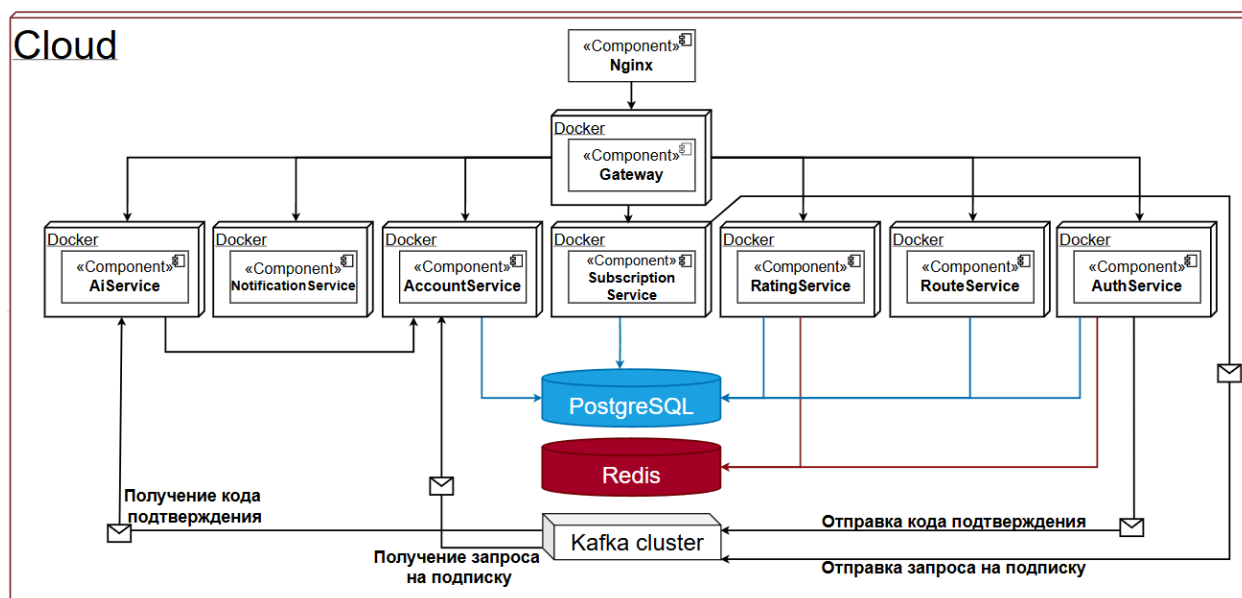 Cloud
«Component»
Nginx
Docker
«Component»
Gateway
Docker
«Component»
AiService
Docker
«Component»
NotificationService
Docker
«Component»
AccountService
Docker
«Component»
Subscription
Service
Docker
«Component»
RatingService
Docker
«Component»
RouteService
Docker
«Component»
AuthService
PostgreSQL
Redis
Получение кода
подтверждения
Kafka cluster
Отправка кода подтверждения
Получение запроса
на подписку
Отправка запроса на подписку